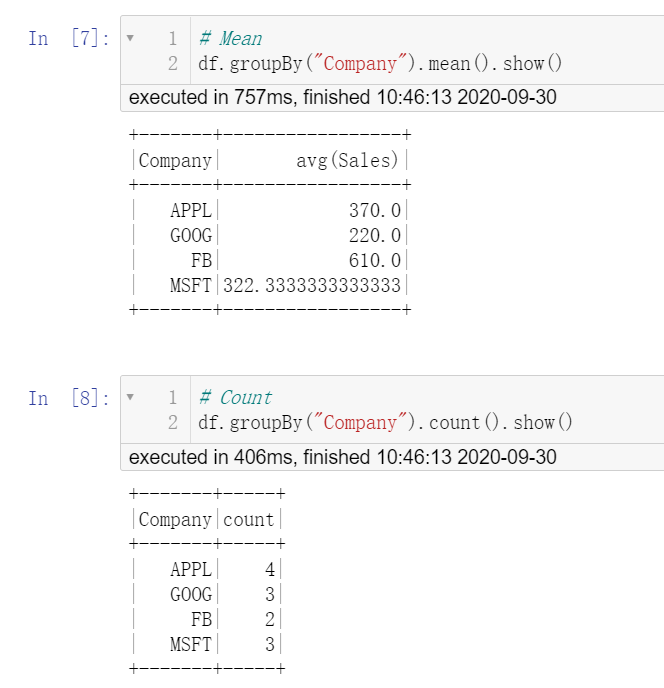 In [7]:
1 # Mean
2 df.groupBy("Company").mean().show()
executed in 757ms, finished 10:46:13 2020-09-30
+-------+-----------------+
|Company|       avg(Sales)|
+-------+-----------------+
|   APPL|            370.0|
|   GOOG|            220.0|
|     FB|            610.0|
|   MSFT|322.3333333333333|
+-------+-----------------+
In [8]:
1 # Count
2 df.groupBy("Company").count().show()
executed in 406ms, finished 10:46:13 2020-09-30
+-------+-----+
|Company|count|
+-------+-----+
|   APPL|    4|
|   GOOG|    3|
|     FB|    2|
|   MSFT|    3|
+-------+-----+